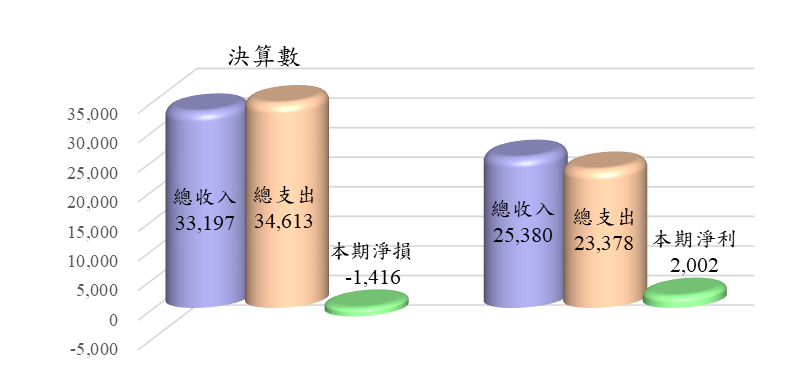 決算數
35,000
30,000
25,000
20,000
15,000
10,000
5,000
0
-5,000
總收入
33,197
總支出
34,613
本期淨損
-1,416
總收入
25,380
總支出
23,378
本期淨利
2,002